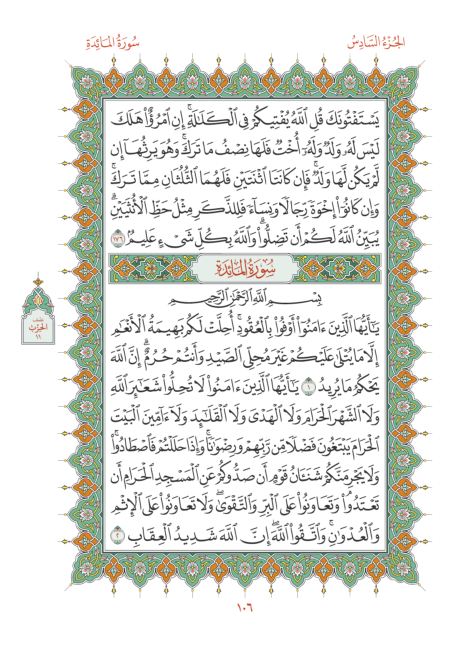 سُورَةُ المَائِدَةِ
الجُزْءُ السَّادِسُ
يَسْتَفْتُونَكَ قُلِ ٱللَّهُ يُفْتِيكُمْ فِي ٱلْكَلَٰلَةِۚ إِنِ ٱمْرُؤٌاْ هَلَكَ
لَيْسَ لَهُۥ وَلَدٞ وَلَهُۥٓ أُخْتٞ فَلَهَا نِصْفُ مَا تَرَكَۚ وَهُوَ يَرِثُهَآ إِن
لَّمْ يَكُن لَّهَا وَلَدٞۚ فَإِن كَانَتَا ٱثْنَتَيْنِ فَلَهُمَا ٱلثُّلُثَانِ مِمَّا تَرَكَۚ
وَإِن كَانُوٓاْ إِخْوَةٗ رِّجَالٗا وَنِسَآءٗ فَلِلذَّكَرِ مِثْلُ حَظِّ ٱلْأُنثَيَيْنِۗ
يُبَيِّنُ ٱللَّهُ لَكُمْ أَن تَضِلُّواْۗ وَٱللَّهُ بِكُلِّ شَيْءٍ عَلِيمُۢ ١٧٦
سُورَةُ المَائِدَةِ
بِسْمِ ٱللَّهِ ٱلرَّحْمَٰنِ ٱلرَّحِيمِ
يَٰٓأَيُّهَا ٱلَّذِينَ ءَامَنُوٓاْ أَوْفُواْ بِٱلْعُقُودِۚ أُحِلَّتْ لَكُم بَهِيمَةُ ٱلْأَنْعَٰمِ
إِلَّا مَا يُتْلَىٰ عَلَيْكُمْ غَيْرَ مُحِلِّي ٱلصَّيْدِ وَأَنتُمْ حُرُمٌۗ إِنَّ ٱللَّهَ
يَحْكُمُ مَا يُرِيدُ ١ يَٰٓأَيُّهَا ٱلَّذِينَ ءَامَنُواْ لَا تُحِلُّواْ شَعَٰٓئِرَ ٱللَّهِ
وَلَا ٱلشَّهْرَ ٱلْحَرَامَ وَلَا ٱلْهَدْيَ وَلَا ٱلْقَلَٰٓئِدَ وَلَآ ءَآمِّينَ ٱلْبَيْتَ
ٱلْحَرَامَ يَبْتَغُونَ فَضْلٗا مِّن رَّبِّهِمْ وَرِضْوَٰنٗاۚ وَإِذَا حَلَلْتُمْ فَٱصْطَادُواْۚ
وَلَا يَجْرِمَنَّكُمْ شَنَـَٔانُ قَوْمٍ أَن صَدُّوكُمْ عَنِ ٱلْمَسْجِدِ ٱلْحَرَامِ أَن
تَعْتَدُواْۘ وَتَعَاوَنُواْ عَلَى ٱلْبِرِّ وَٱلتَّقْوَىٰۖ وَلَا تَعَاوَنُواْ عَلَى ٱلْإِثْمِ
وَٱلْعُدْوَٰنِۚ وَٱتَّقُواْ ٱللَّهَۖ إِنَّ ٱللَّهَ شَدِيدُ ٱلْعِقَابِ ٢
نصف
الحزب
١١
١٠٦